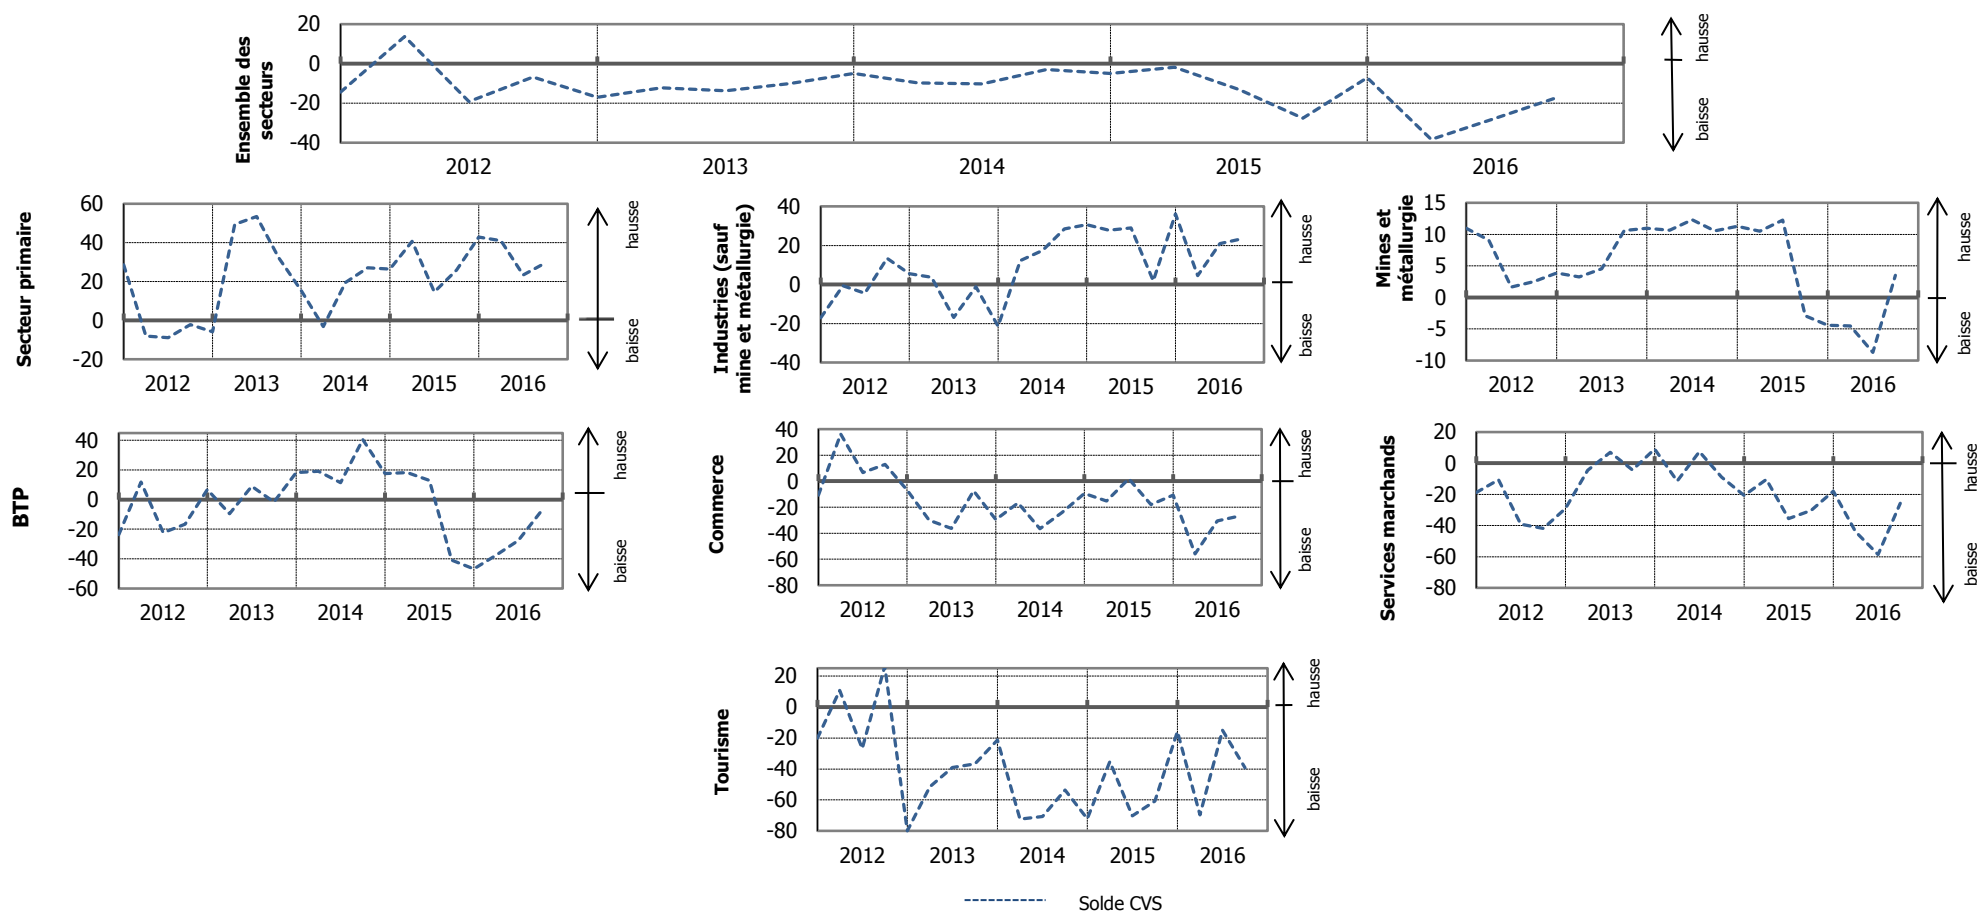 Ensemble des
secteurs
20
0
-20
-40
2012 2013 2014 2015 2016
hausse
baisse
Secteur primaire
60
40
20
0
-20
2012 2013 2014 2015 2016
hausse
baisse
Industries (sauf
mine et métallurgie)
40
20
0
-20
-40
2012 2013 2014 2015 2016
hausse
baisse
Mines et
métallurgie
15
10
5
0
-5
-10
2012 2013 2014 2015 2016
hausse
baisse
BTP
40
20
0
-20
-40
-60
2012 2013 2014 2015 2016
hausse
baisse
Commerce
40
20
0
-20
-40
-60
-80
2012 2013 2014 2015 2016
hausse
baisse
Services marchands
20
0
-20
-40
-60
-80
2012 2013 2014 2015 2016
hausse
baisse
Tourisme
20
0
-20
-40
-60
-80
2012 2013 2014 2015 2016
hausse
baisse
Solde CVS